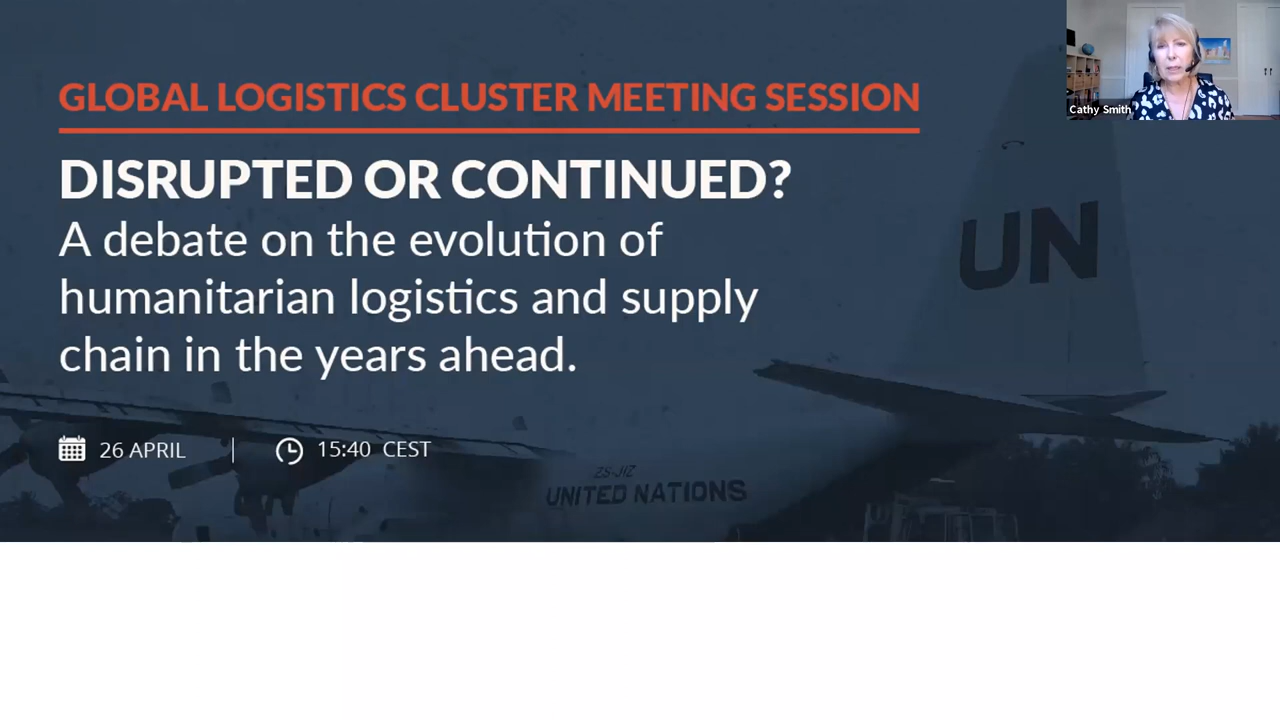 GLOBAL LOGISTICS CLUSTER MEETING SESSION
DISRUPTED OR CONTINUED?
A debate on the evolution of
humanitarian logistics and supply
chain in the years ahead.
26 APRIL
15:40 CEST
UN
ZS-JIZ
UNITED NATIONS
Cathy Smith